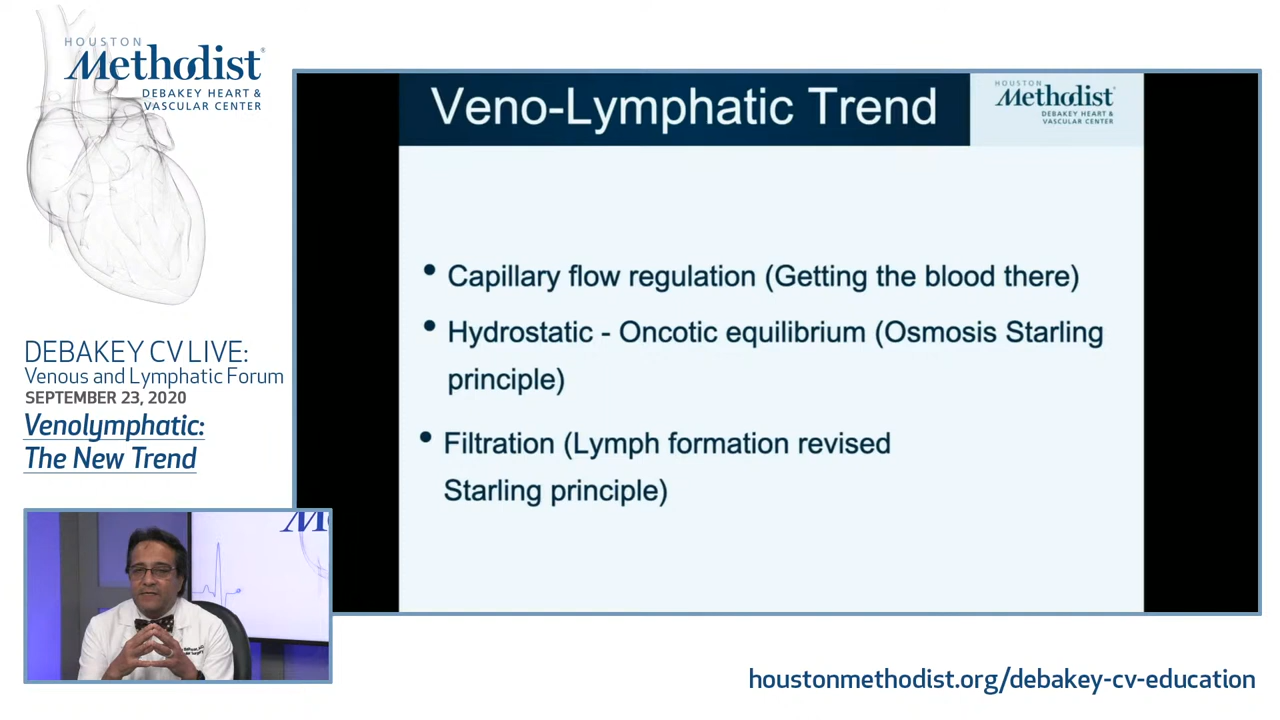 HOUSTON
Methodist®
DEBAKEY HEART &
VASCULAR CENTER
DEBAKEY CV LIVE:
Venous and Lymphatic Forum
SEPTEMBER 23, 2020
Venolymphatic:
The New Trend
Veno-Lymphatic Trend
HOUSTON
Methodist®
DEBAKEY HEART &
VASCULAR CENTER
• Capillary flow regulation (Getting the blood there)
• Hydrostatic - Oncotic equilibrium (Osmosis Starling
principle)
• Filtration (Lymph formation revised
Starling principle)
houstonmethodist.org/debakey-cv-education